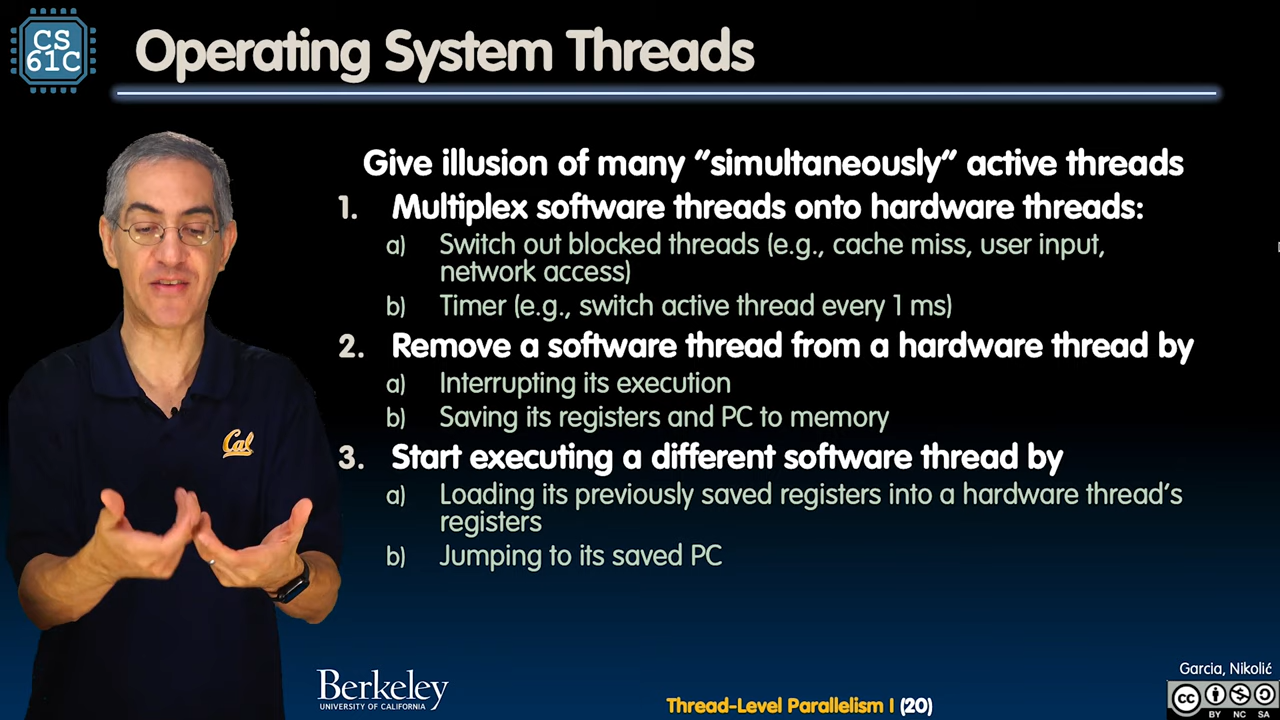 CS
61C
Operating System Threads
Give illusion of many “simultaneously” active threads
1. Multiplex software threads onto hardware threads:
a) Switch out blocked threads (e.g., cache miss, user input,
network access)
b) Timer (e.g., switch active thread every 1 ms)
2. Remove a software thread from a hardware thread by
a) Interrupting its execution
b) Saving its registers and PC to memory
3. Start executing a different software thread by
a) Loading its previously saved registers into a hardware thread’s
registers
b) Jumping to its saved PC
Cal
Berkeley
UNIVERSITY OF CALIFORNIA
Thread-Level Parallelism I (20)
Garcia, Nikolić
cc
BY NC SA